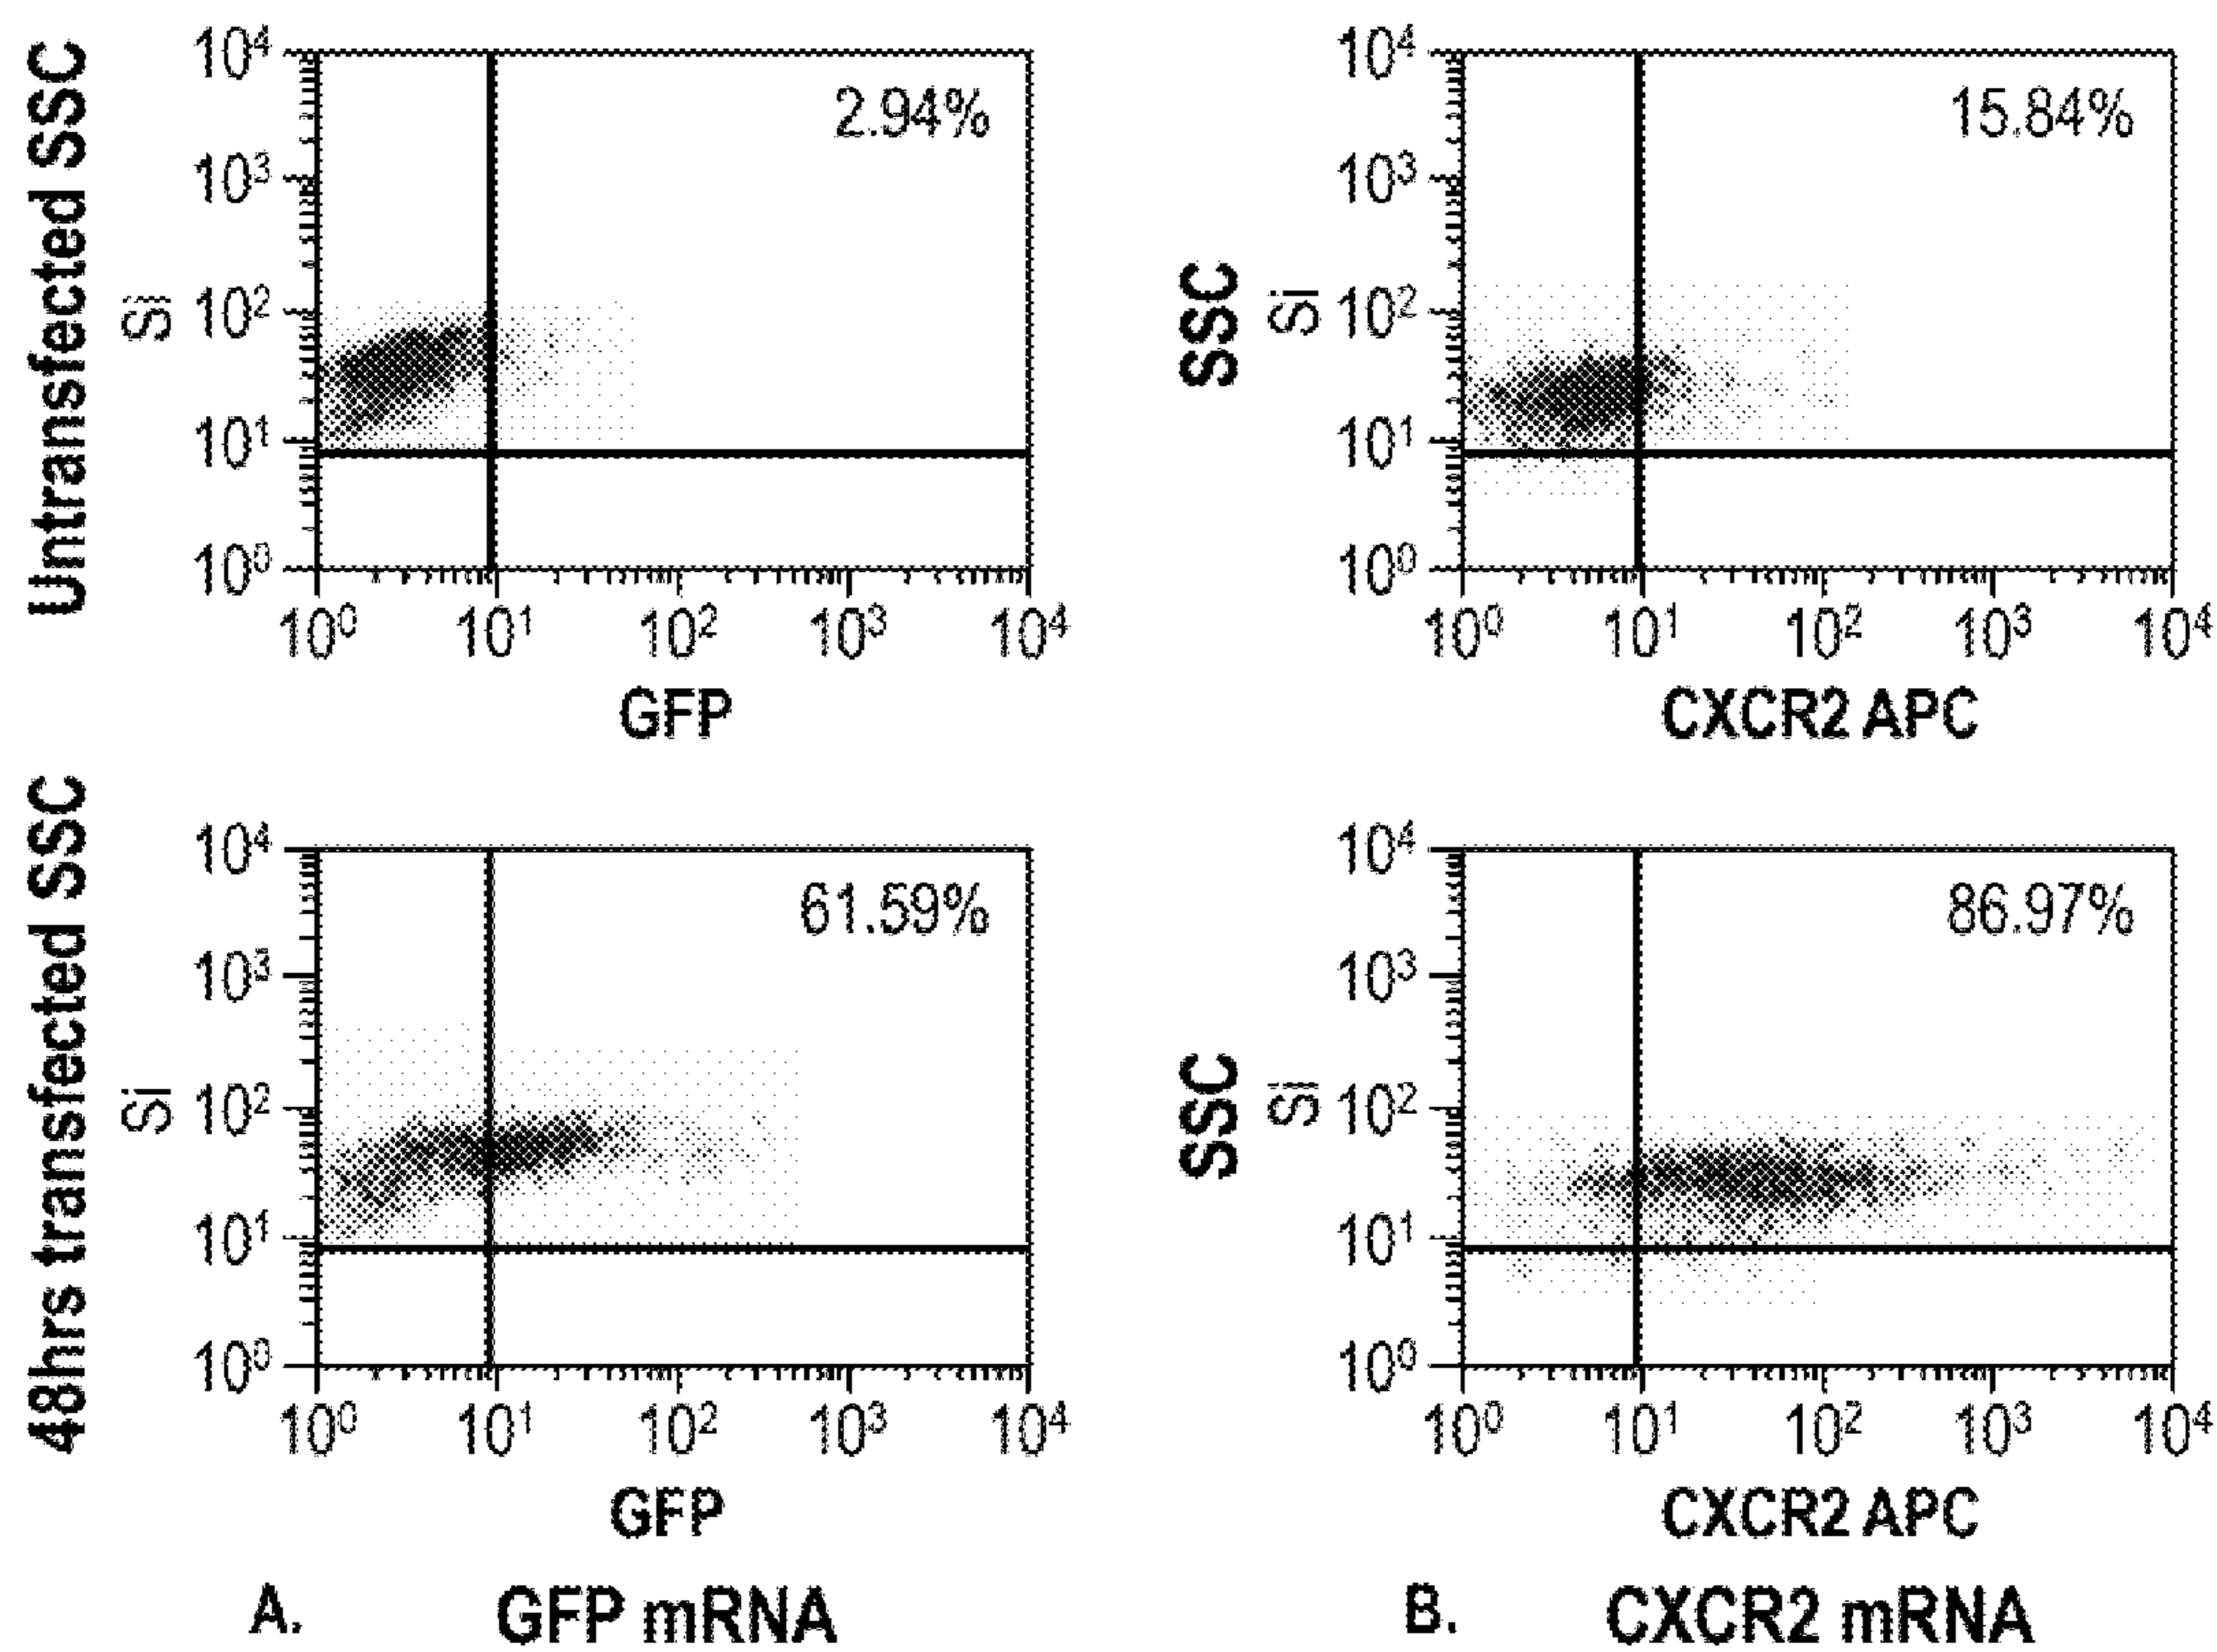 Untransfected SSC
Si
10⁴
10³
10²
10¹
10⁰
2.94%
10⁰ 10¹ 10² 10³ 10⁴
GFP
SSC
Si
10⁴
10³
10²
10¹
10⁰
15.84%
10⁰ 10¹ 10² 10³ 10⁴
CXCR2 APC
48hrs transfected SSC
Si
10⁴
10³
10²
10¹
10⁰
61.59%
10⁰ 10¹ 10² 10³ 10⁴
GFP
SSC
Si
10⁴
10³
10²
10¹
10⁰
86.97%
10⁰ 10¹ 10² 10³ 10⁴
CXCR2 APC
A. GFP mRNA
B. CXCR2 mRNA